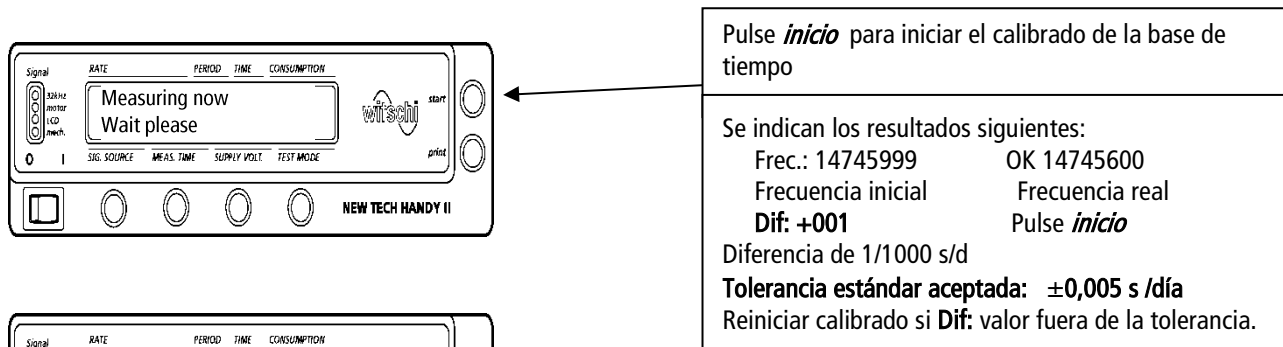 Signal
RATE PERIOD TIME CONSUMPTION
32kHz
motor
LCD
mech.
Measuring now
Wait please
witschi
start
print
O I
SIG. SOURCE MEAS. TIME SUPPLY VOLT. TEST MODE
NEW TECH HANDY II
Pulse inicio para iniciar el calibrado de la base de
tiempo
Se indican los resultados siguientes:
Frec.: 14745999 OK 14745600
Frecuencia inicial Frecuencia real
Dif: +001 Pulse inicio
Diferencia de 1/1000 s/d
Tolerancia estándar aceptada: ±0,005 s /día
Reiniciar calibrado si Dif: valor fuera de la tolerancia.
Signal
RATE PERIOD TIME CONSUMPTION